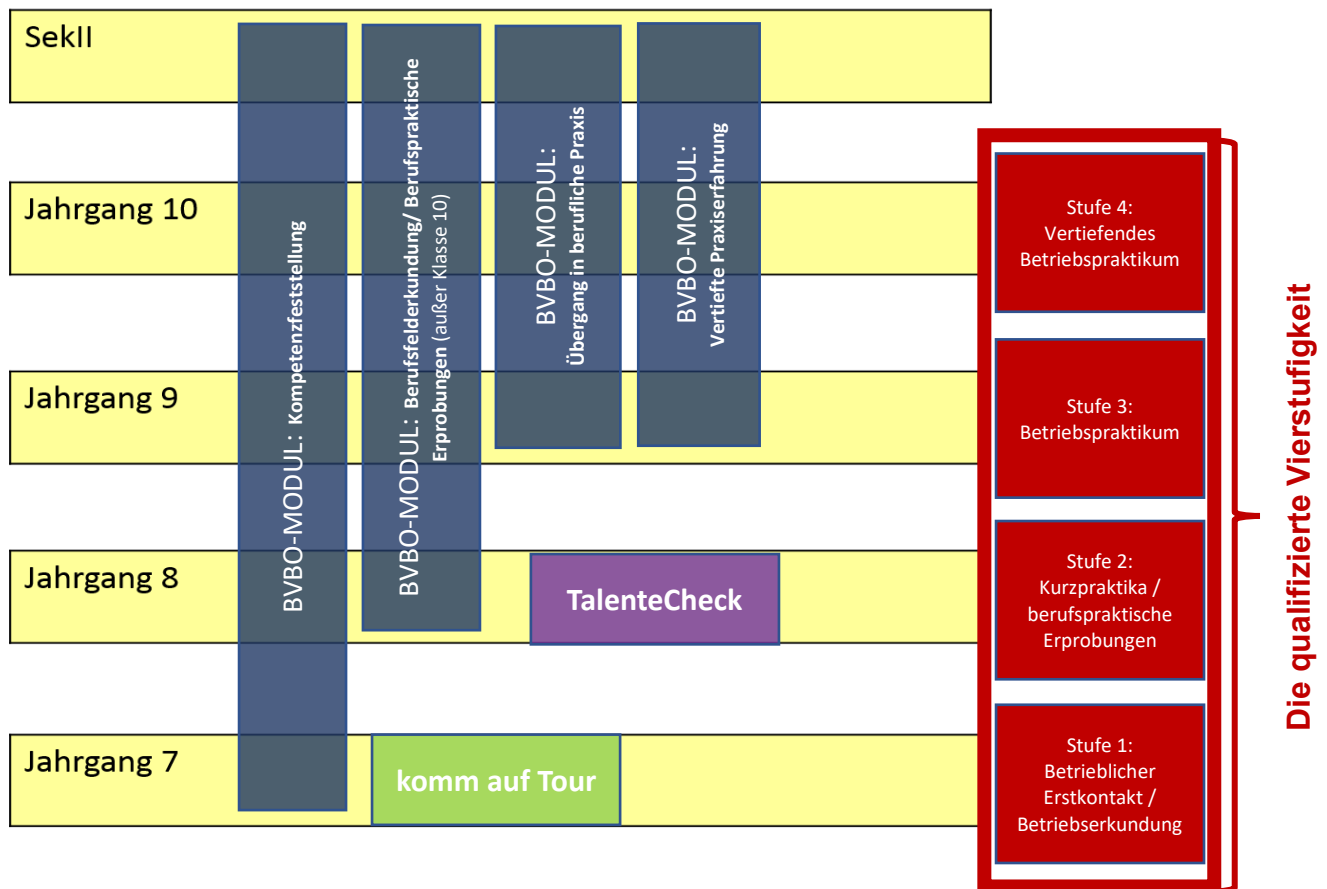 SekII
Jahrgang 10
Jahrgang 9
Jahrgang 8
Jahrgang 7
BVBO-MODUL: Kompetenzfeststellung
BVBO-MODUL: Berufsfelderkundung/ Berufspraktische
Erprobungen (außer Klasse 10)
BVBO-MODUL:
Übergang in berufliche Praxis
BVBO-MODUL:
Vertiefte Praxiserfahrung
TalenteCheck
komm auf Tour
Stufe 4:
Vertiefendes
Betriebspraktikum
Stufe 3:
Betriebspraktikum
Stufe 2:
Kurzpraktika /
berufspraktische
Erprobungen
Stufe 1:
Betrieblicher
Erstkontakt /
Betriebserkundung
Die qualifizierte Vierstufigkeit